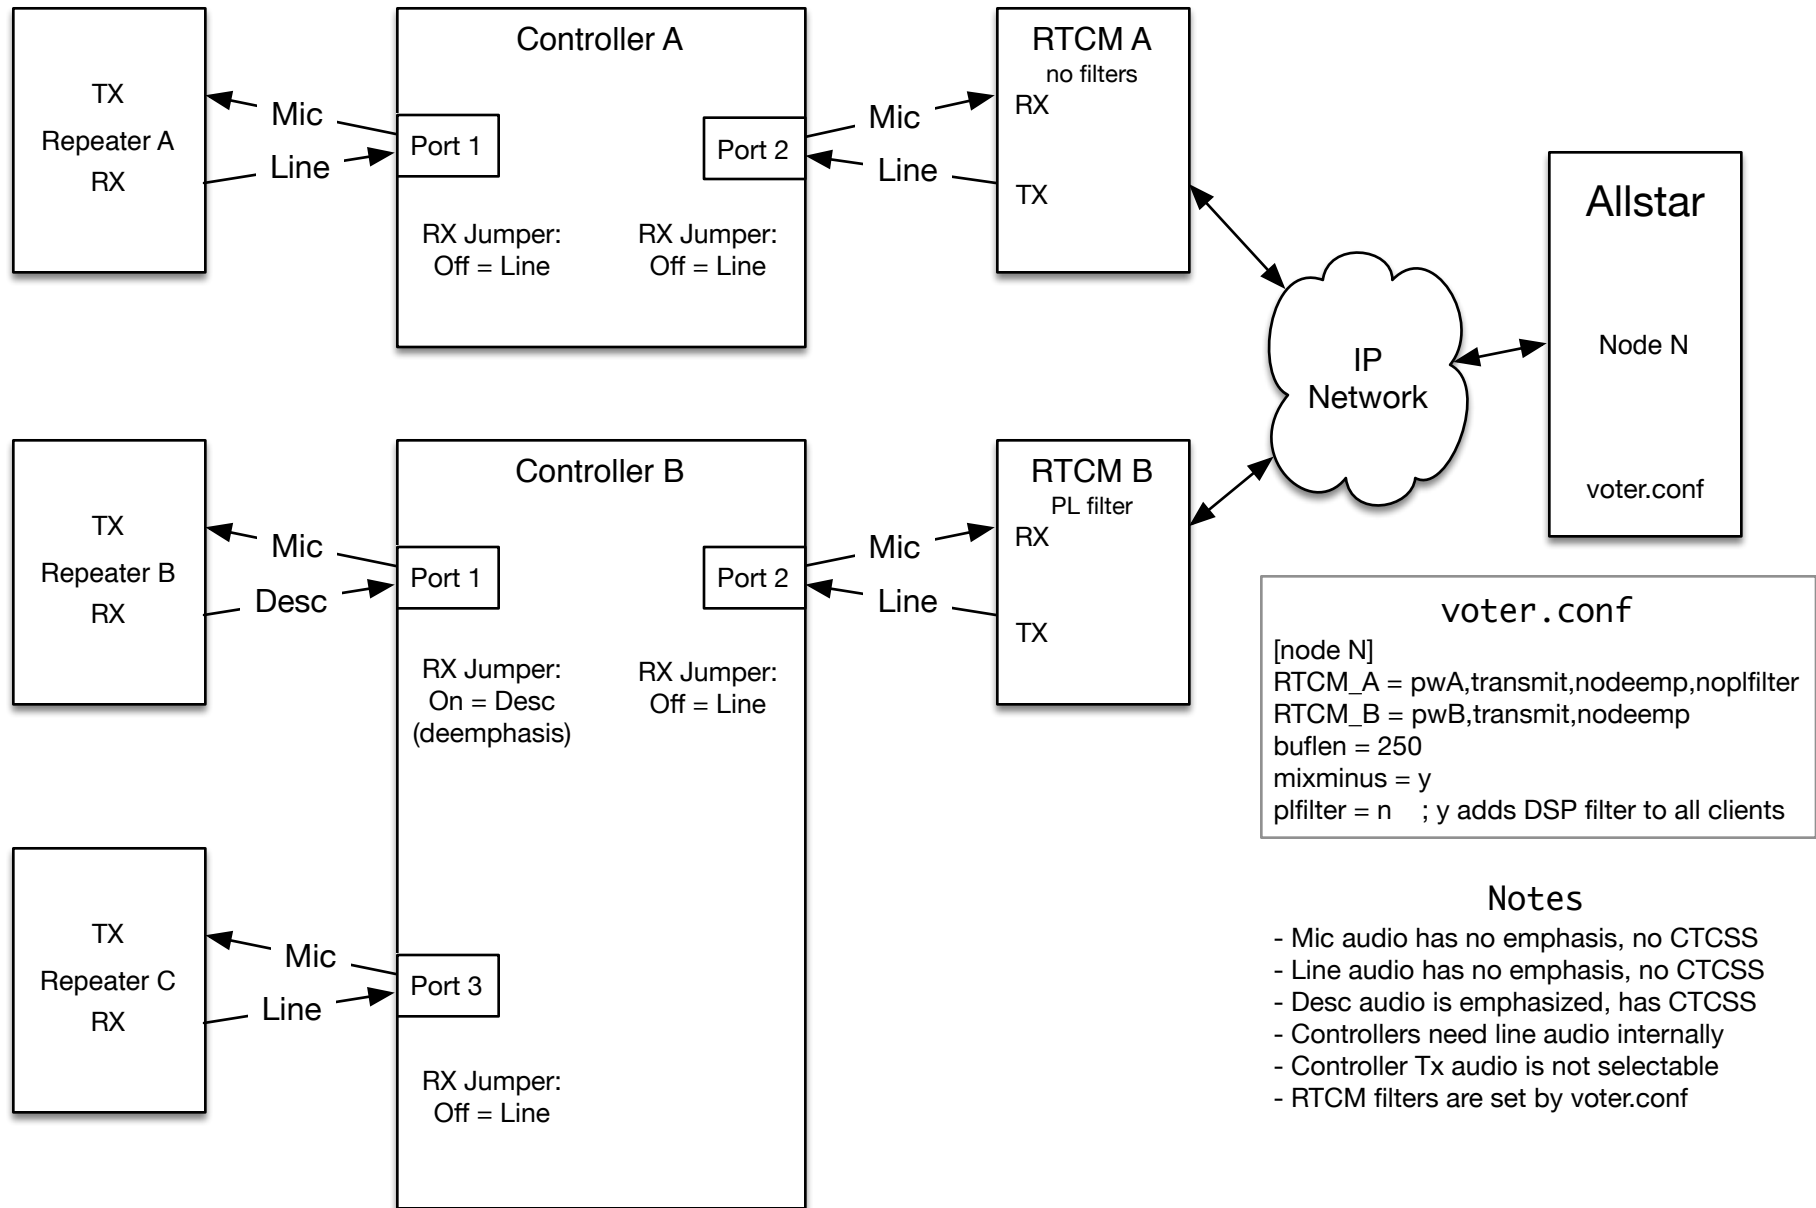 Controller A
TX
Repeater A
RX
Mic
Line
Port 1
Port 2
RX Jumper:
Off = Line
RX Jumper:
Off = Line
Mic
Line
RTCM A
no filters
RX
TX
Allstar
Node N
voter.conf
IP
Network
Controller B
TX
Repeater B
RX
Mic
Desc
Port 1
Port 2
RX Jumper:
On = Desc
(deemphasis)
RX Jumper:
Off = Line
Mic
Line
RTCM B
PL filter
RX
TX
TX
Repeater C
RX
Mic
Line
Port 3
RX Jumper:
Off = Line
voter.conf
[node N]
RTCM_A = pwA,transmit,nodeemp,noplfilter
RTCM_B = pwB,transmit,nodeemp
buflen = 250
mixminus = y
plfilter = n ; y adds DSP filter to all clients
Notes
- Mic audio has no emphasis, no CTCSS
- Line audio has no emphasis, no CTCSS
- Desc audio is emphasized, has CTCSS
- Controllers need line audio internally
- Controller Tx audio is not selectable
- RTCM filters are set by voter.conf